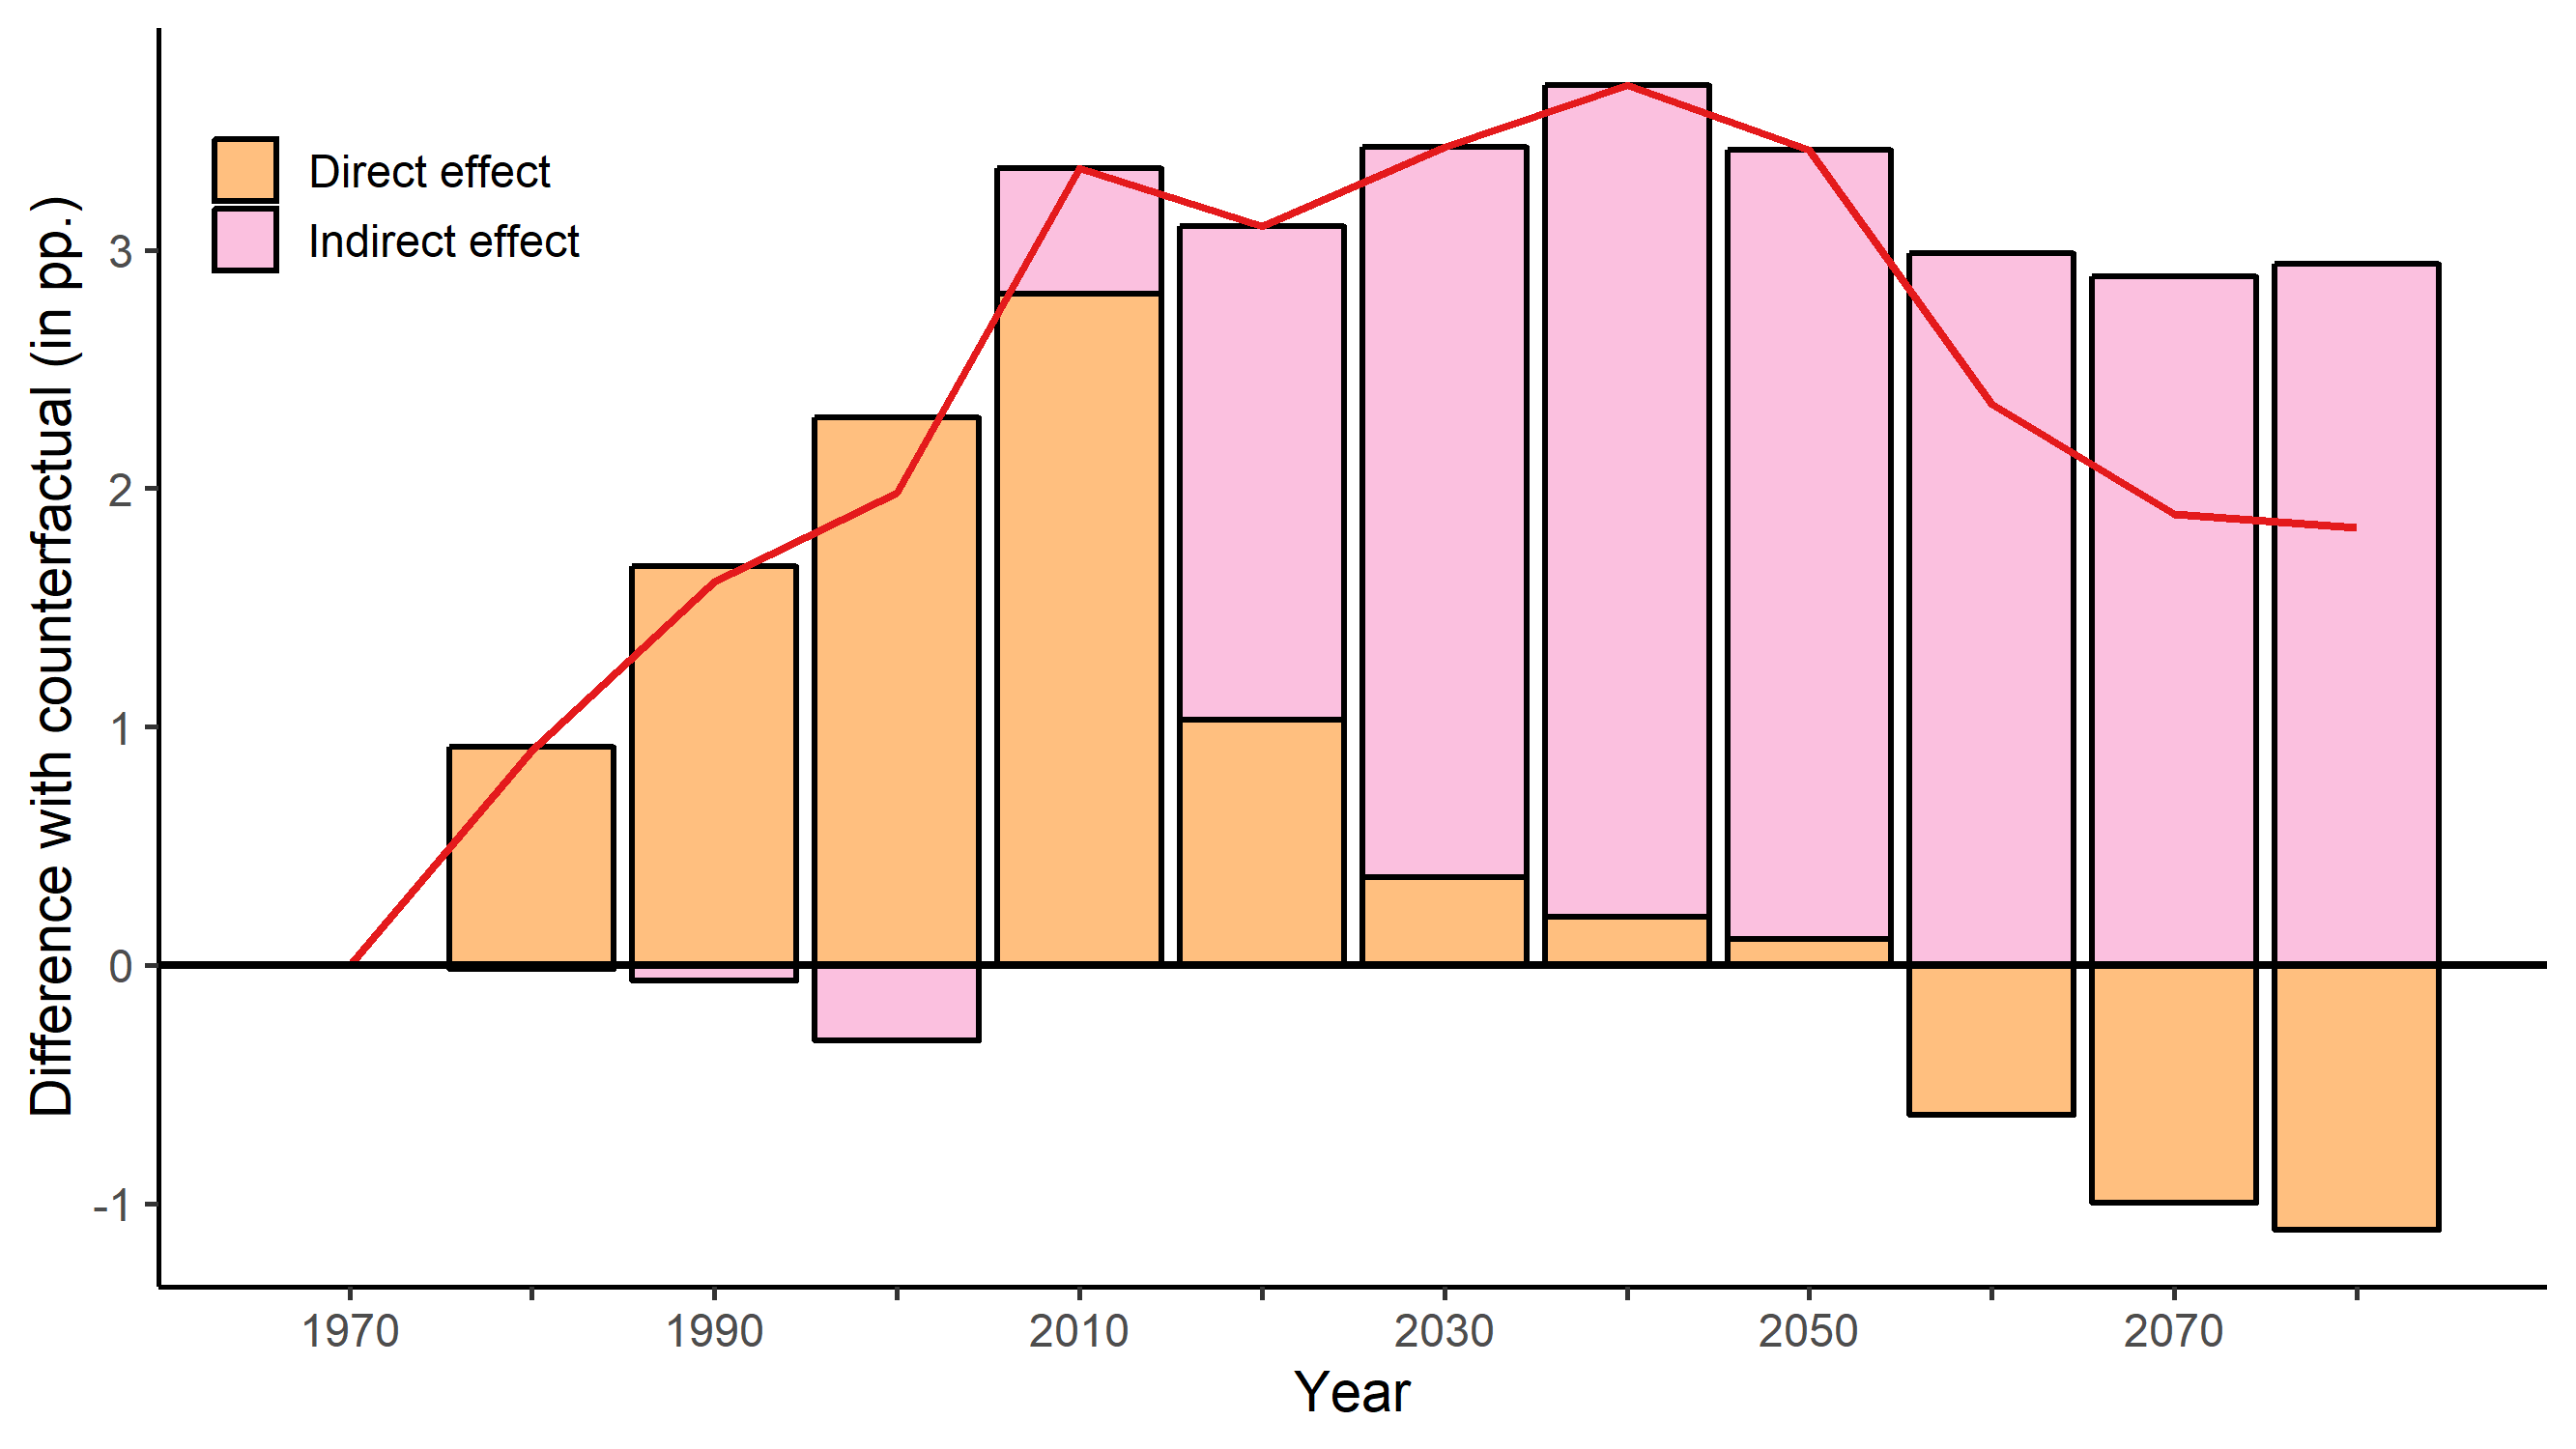 Direct effect
Indirect effect
Difference with counterfactual (in pp.)
3
2
1
0
-1
1970 1990 2010 2030 2050 2070
Year